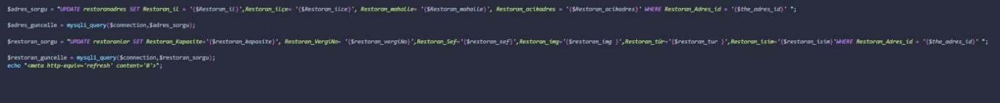 $adres_sorgu = "UPDATE restoranadres SET Restoran_il = '{$Restoran_il}',Restoran_ilçe= '{$Restoran_ilce}', Restoran_mahalle= '{$Restoran_mahalle}', Restoran_acikadres = '{$Restoran_acikadres}' WHERE Restoran_Adres_id = '{$the_adres_id}' ";
$adres_guncelle = mysqli_query($connection,$adres_sorgu);
$restoran_sorgu = "UPDATE restoranlar SET Restoran_Kapasite='{$restoran_kapasite}', Restoran_VergiNo= '{$restoran_vergiNo}',Restoran_Sef='{$restoran_sef}',Restoran_img='{$restoran_img }',Restoran_tür='{$restoran_tur }',Restoran_isim='{$restoran_isim}'WHERE Restoran_Adres_id = '{$the_adres_id}' ";
$restoran_guncelle = mysqli_query($connection,$restoran_sorgu);
echo "<meta http-equiv='refresh' content='0'>";